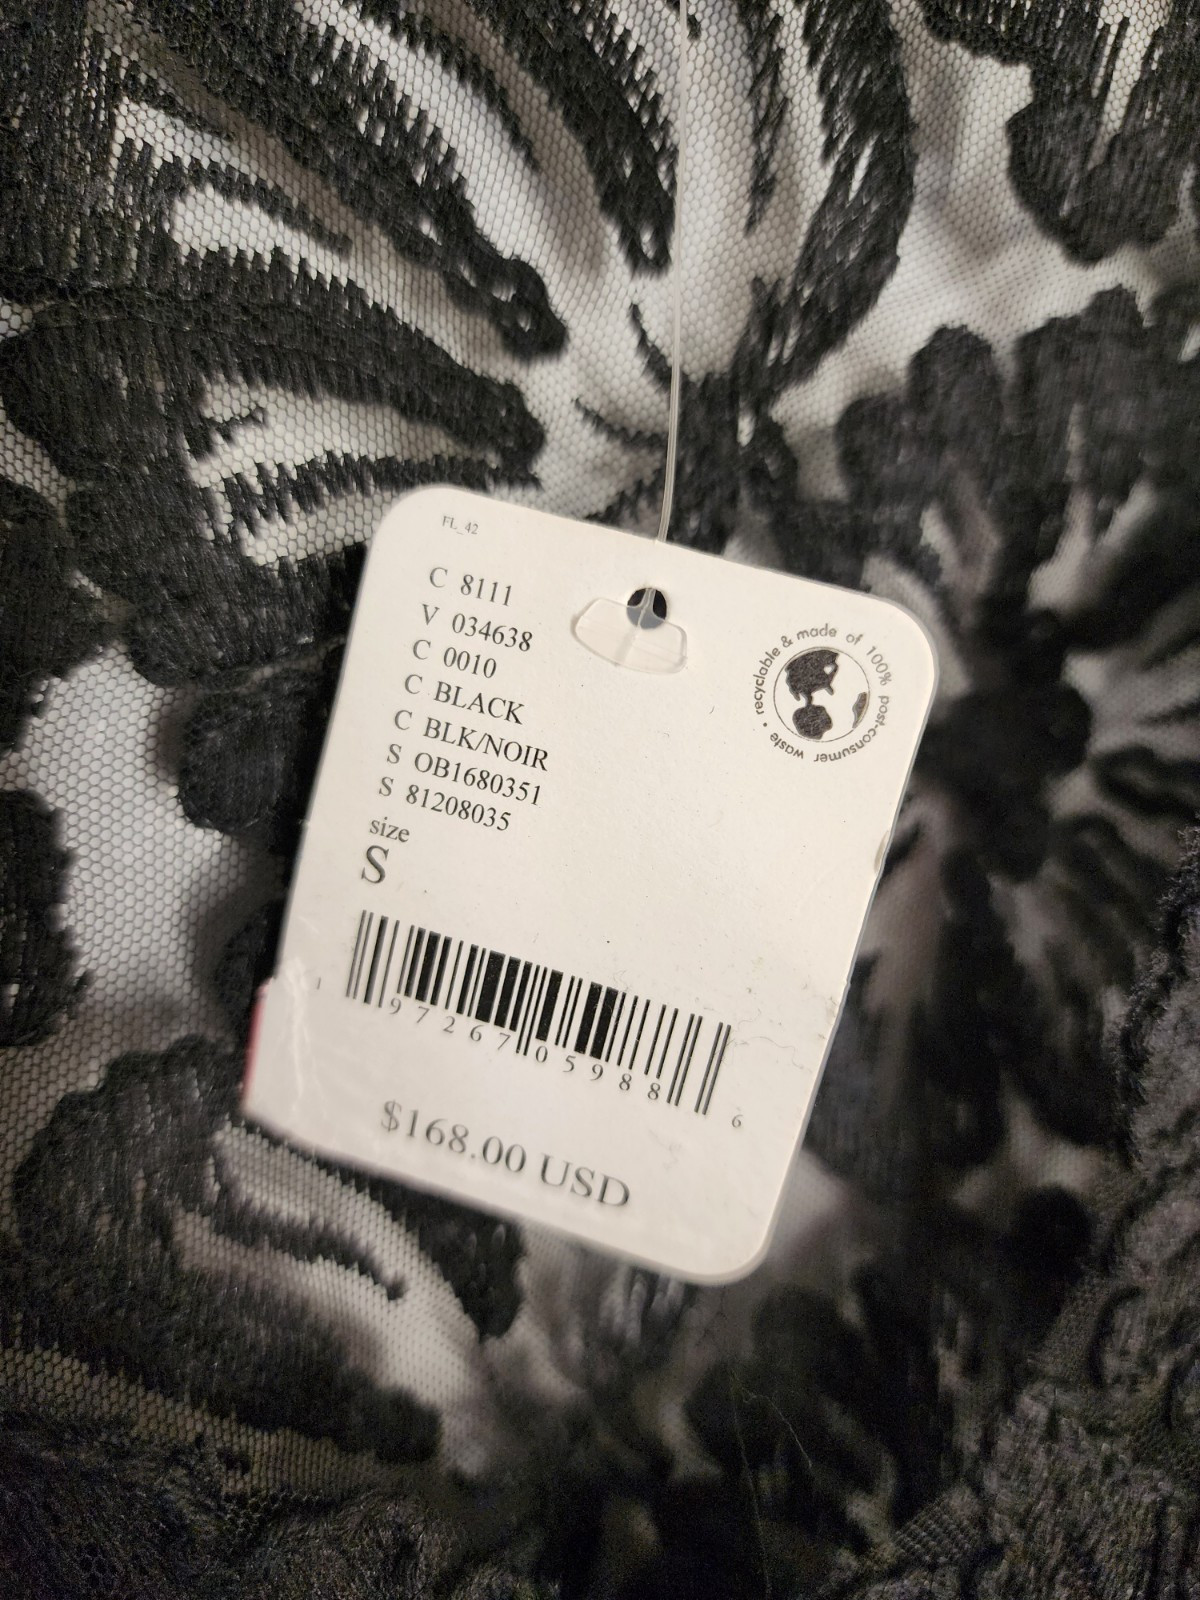 FL_42
C 8111
V 034638
C 0010
C BLACK
C BLK/NOIR
S OB1680351
S 81208035
size
S
recyclable & made of 100% post-consumer waste •
1 97267 05988 6
$168.00 USD